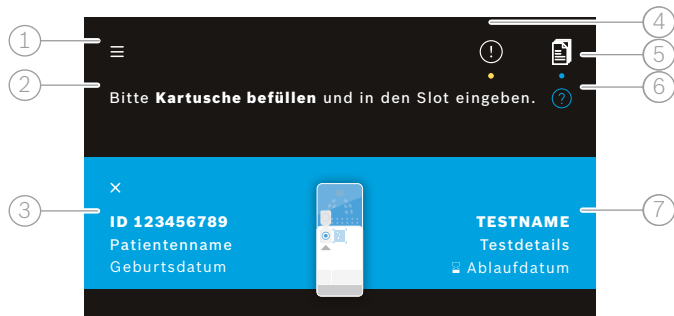 1
2
3
4
5
6
7
Bitte Kartusche befüllen und in den Slot eingeben.
ID 123456789
Patientenname
Geburtsdatum
TESTNAME
Testdetails
Ablaufdatum